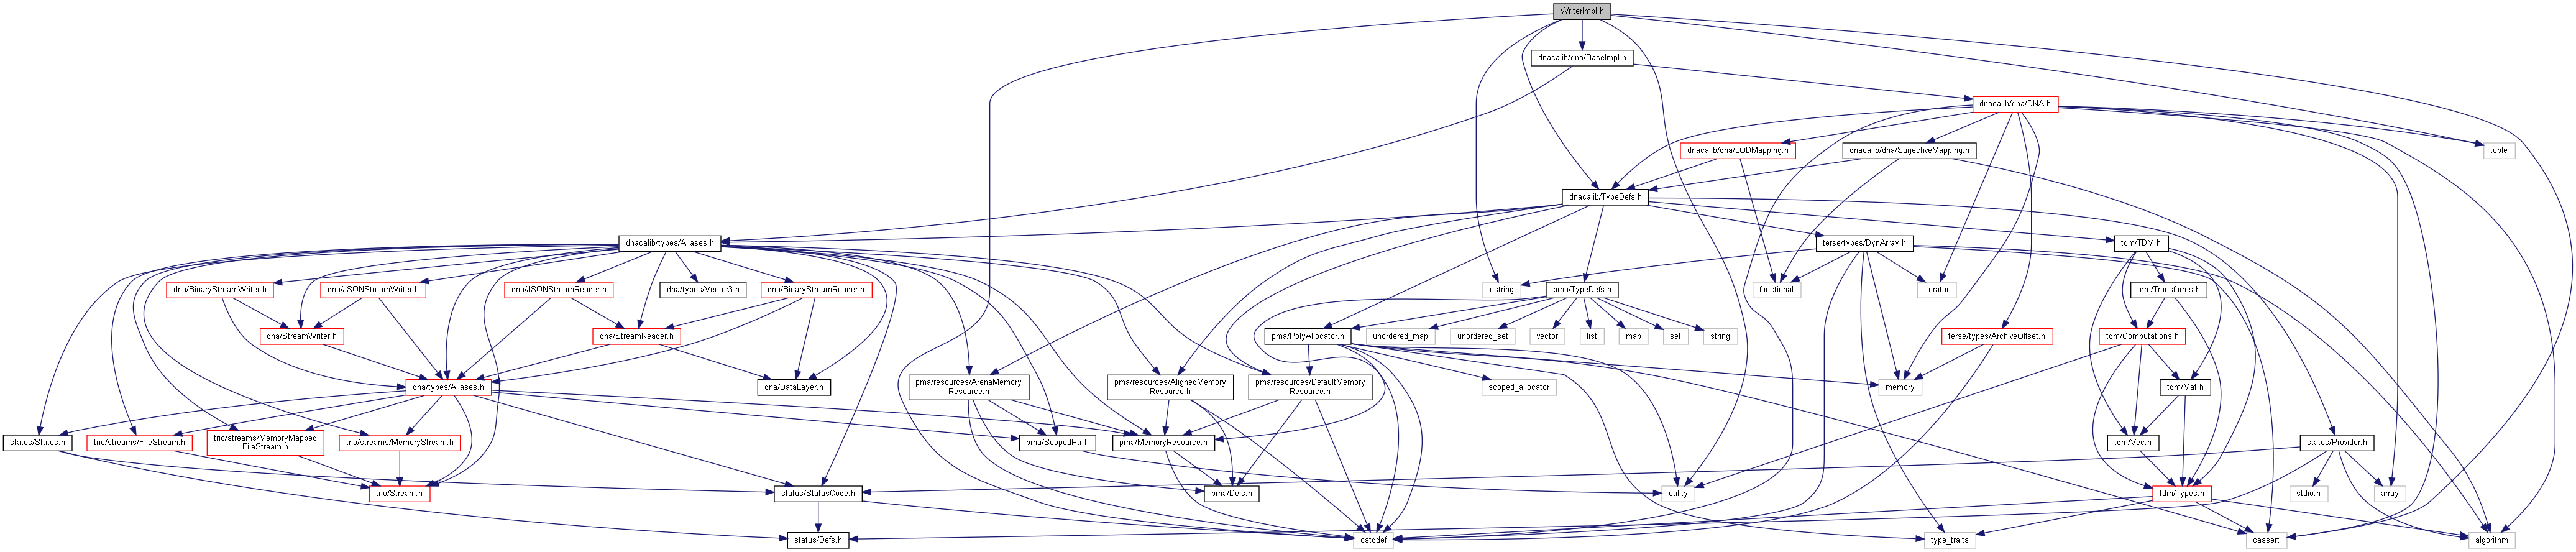 WriterImpl.h
dnacalib/dna/BaseImpl.h
dnacalib/dna/DNA.h
dnacalib/dna/LODMapping.h
dnacalib/dna/SurjectiveMapping.h
tuple
dnacalib/TypeDefs.h
dnacalib/types/Aliases.h
terse/types/DynArray.h
tdm/TDM.h
dna/BinaryStreamWriter.h
dna/JSONStreamWriter.h
dna/JSONStreamReader.h
dna/types/Vector3.h
dna/BinaryStreamReader.h
cstring
pma/TypeDefs.h
functional
iterator
tdm/Transforms.h
dna/StreamWriter.h
dna/StreamReader.h
pma/PolyAllocator.h
unordered_map
unordered_set
vector
list
map
set
string
terse/types/ArchiveOffset.h
tdm/Computations.h
dna/types/Aliases.h
dna/DataLayer.h
pma/resources/ArenaMemory
Resource.h
pma/resources/AlignedMemory
Resource.h
pma/resources/DefaultMemory
Resource.h
scoped_allocator
memory
tdm/Mat.h
status/Status.h
trio/streams/FileStream.h
trio/streams/MemoryMapped
FileStream.h
trio/streams/MemoryStream.h
pma/ScopedPtr.h
pma/MemoryResource.h
tdm/Vec.h
status/Provider.h
trio/Stream.h
status/StatusCode.h
pma/Defs.h
utility
tdm/Types.h
stdio.h
array
status/Defs.h
cstddef
type_traits
cassert
algorithm